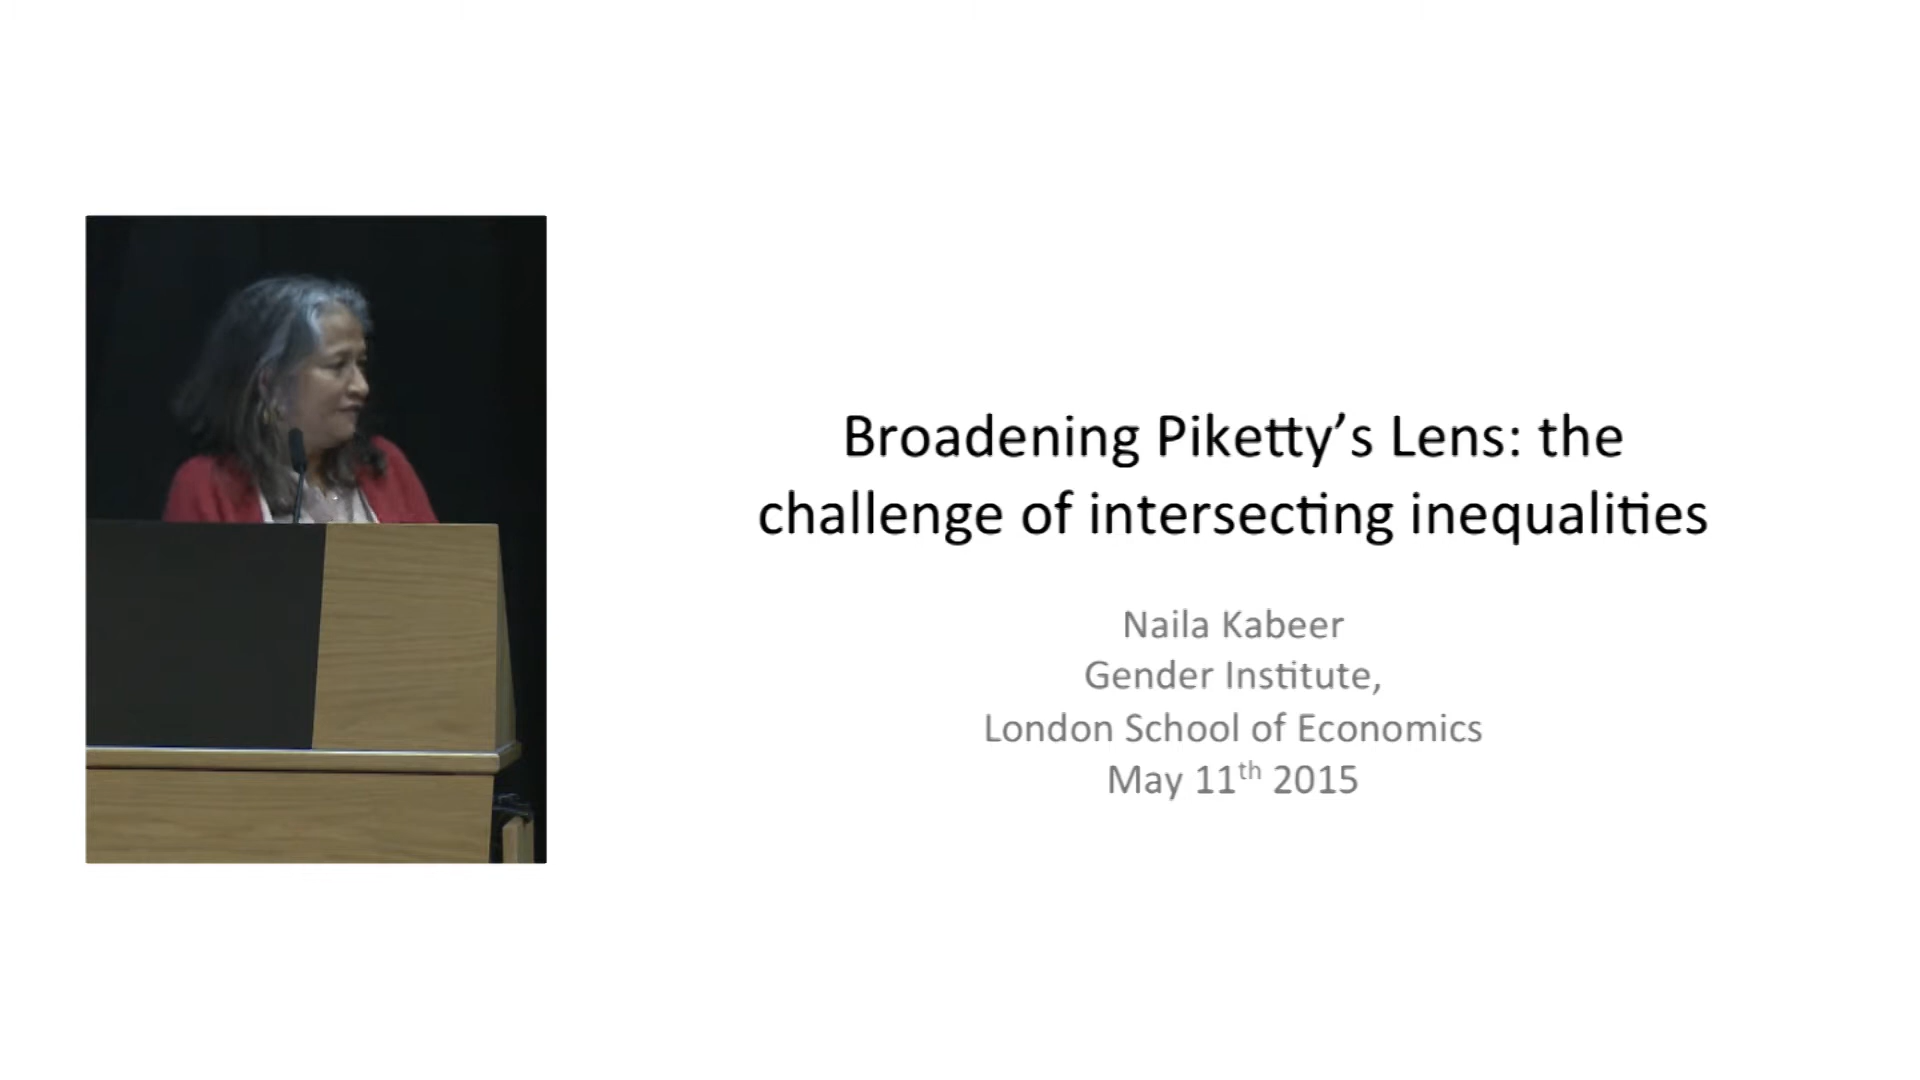 Broadening Piketty’s Lens: the
challenge of intersecting inequalities
Naila Kabeer
Gender Institute,
London School of Economics
May 11th 2015